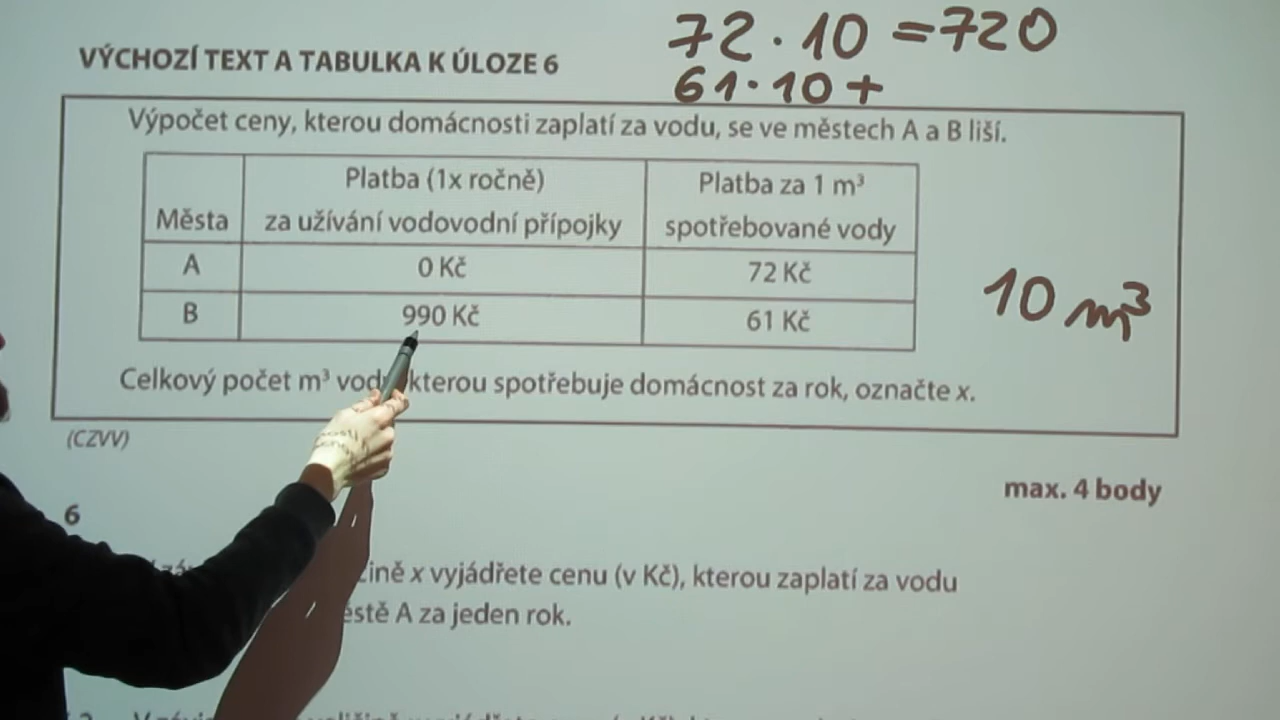 72 · 10 = 720
61 · 10 +
VÝCHOZÍ TEXT A TABULKA K ÚLOZE 6
Výpočet ceny, kterou domácnosti zaplatí za vodu, se ve městech A a B liší.
Města Platba (1x ročně) za užívání vodovodní přípojky Platba za 1 m³ spotřebované vody
A 0 Kč 72 Kč
B 990 Kč 61 Kč
10 m³
Celkový počet m³ kterou spotřebuje domácnost za rok, označte x.
(CZVV)
max. 4 body
6
x vyjádřete cenu (v Kč), kterou zaplatí za vodu
A za jeden rok.